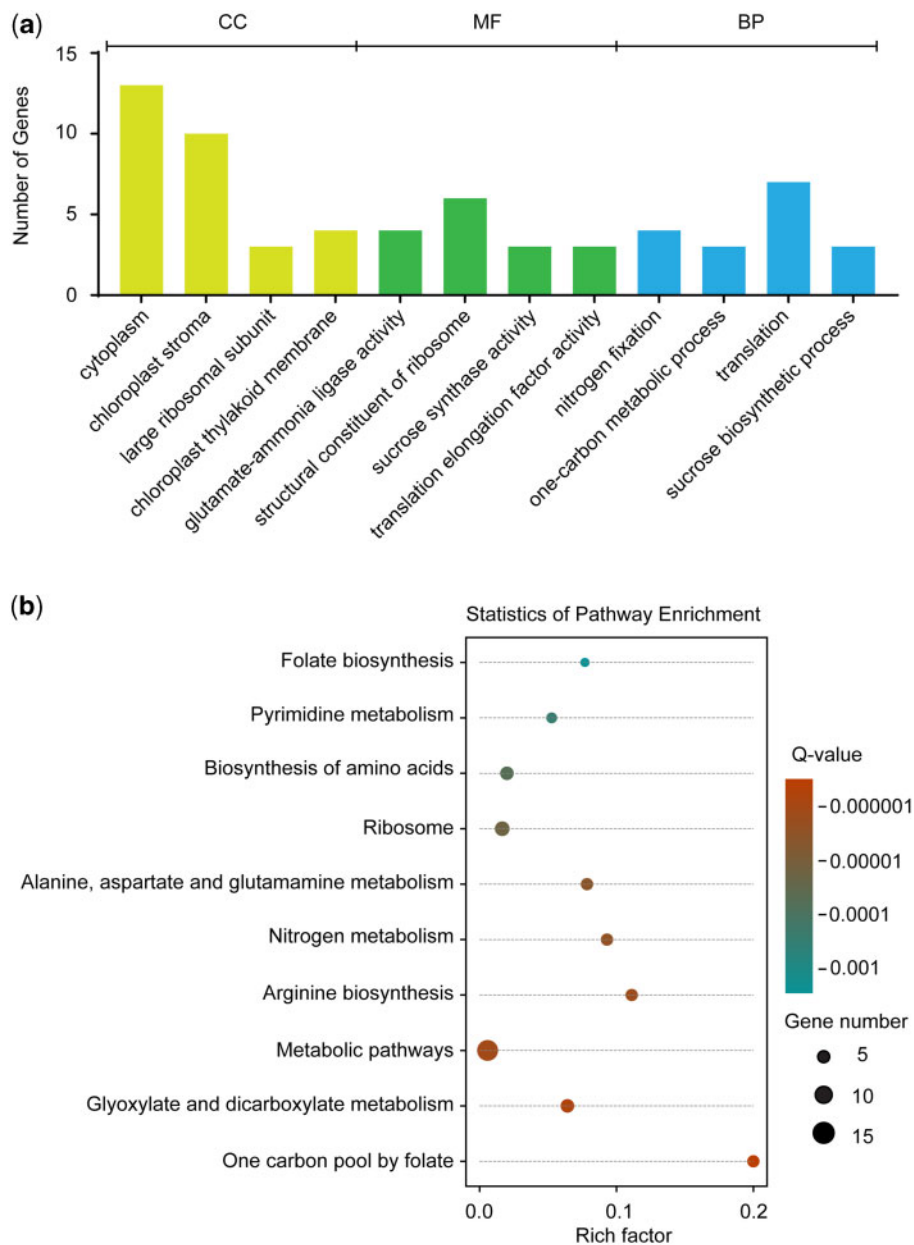 (a)
CC MF BP
Number of Genes
15
10
5
0
cytoplasm
chloroplast stroma
large ribosomal subunit
chloroplast thylakoid membrane
glutamate-ammonia ligase activity
structural constituent of ribosome
sucrose synthase activity
translation elongation factor activity
nitrogen fixation
one-carbon metabolic process
translation
sucrose biosynthetic process
(b)
Statistics of Pathway Enrichment
Folate biosynthesis
Pyrimidine metabolism
Biosynthesis of amino acids
Ribosome
Alanine, aspartate and glutamamine metabolism
Nitrogen metabolism
Arginine biosynthesis
Metabolic pathways
Glyoxylate and dicarboxylate metabolism
One carbon pool by folate
0.0 0.1 0.2
Rich factor
Q-value
-0.000001
-0.00001
-0.0001
-0.001
Gene number
5
10
15